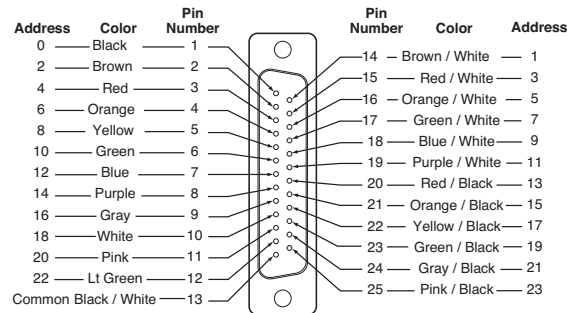 Address Color Pin Number
0 Black 1
2 Brown 2
4 Red 3
6 Orange 4
8 Yellow 5
10 Green 6
12 Blue 7
14 Purple 8
16 Gray 9
18 White 10
20 Pink 11
22 Lt Green 12
Common Black / White 13
Pin Number Color Address
14 Brown / White 1
15 Red / White 3
16 Orange / White 5
17 Green / White 7
18 Blue / White 9
19 Purple / White 11
20 Red / Black 13
21 Orange / Black 15
22 Yellow / Black 17
23 Green / Black 19
24 Gray / Black 21
25 Pink / Black 23